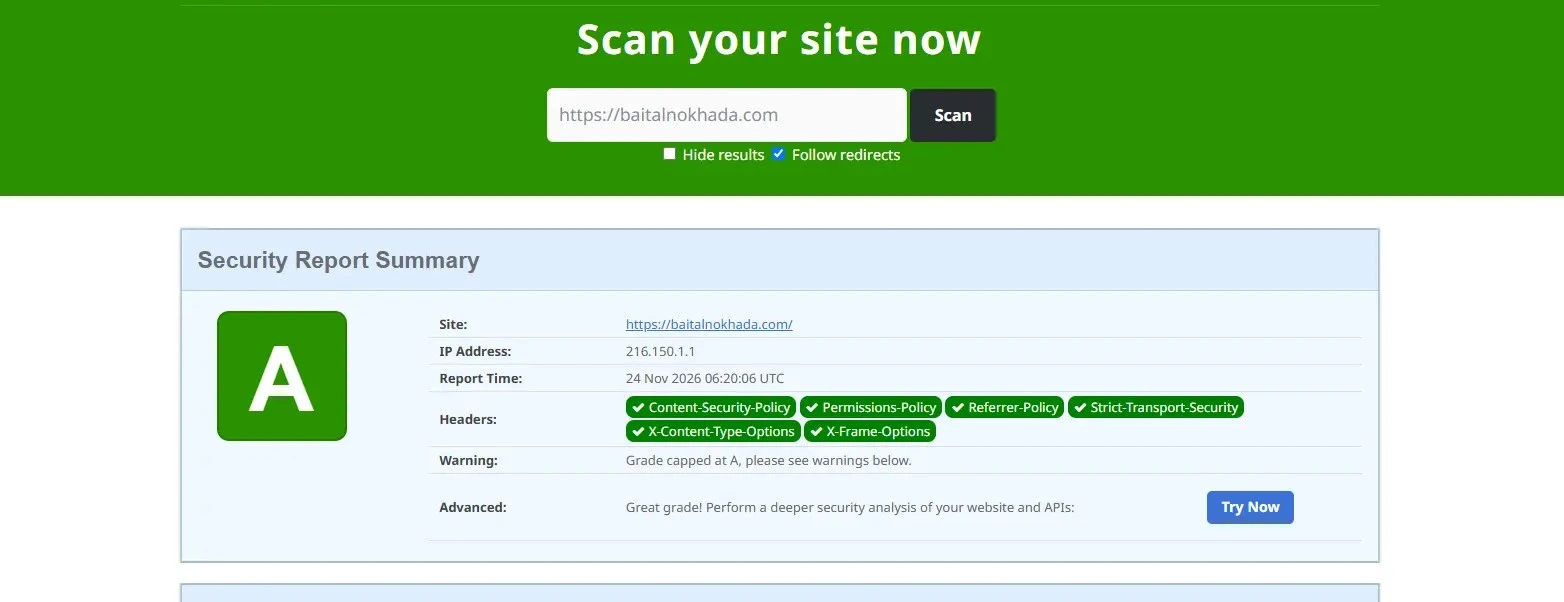 Scan your site now
https://baitalnokhada.com Scan
Hide results Follow redirects
Security Report Summary
A
Site: https://baitalnokhada.com/
IP Address: 216.150.1.1
Report Time: 24 Nov 2026 06:20:06 UTC
Headers: Content-Security-Policy Permissions-Policy Referrer-Policy Strict-Transport-Security
X-Content-Type-Options X-Frame-Options
Warning: Grade capped at A, please see warnings below.
Advanced: Great grade! Perform a deeper security analysis of your website and APIs: Try Now